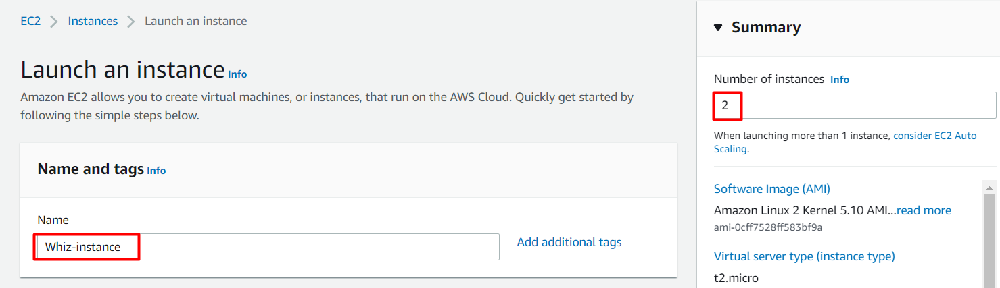 EC2 > Instances > Launch an instance
Launch an instance Info
Amazon EC2 allows you to create virtual machines, or instances, that run on the AWS Cloud. Quickly get started by
following the simple steps below.
Name and tags Info
Name
Whiz-instance
Add additional tags
Summary
Number of instances Info
2
When launching more than 1 instance, consider EC2 Auto
Scaling.
Software Image (AMI)
Amazon Linux 2 Kernel 5.10 AMI...read more
ami-0cff7528ff583bf9a
Virtual server type (instance type)
t2.micro